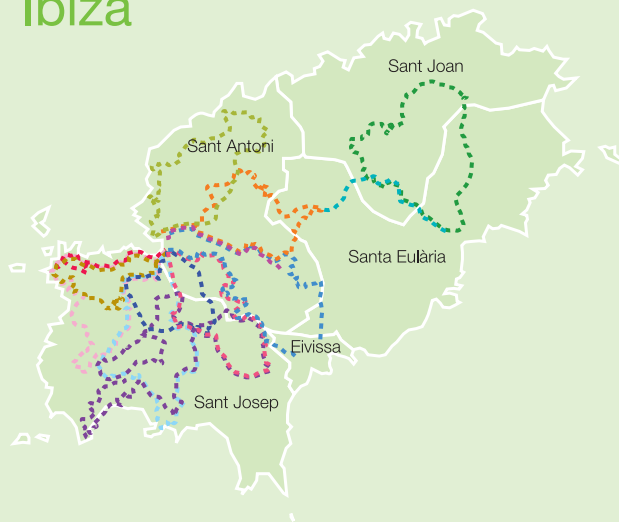 Ibiza
Sant Joan
Sant Antoni
Santa Eulària
Eivissa
Sant Josep